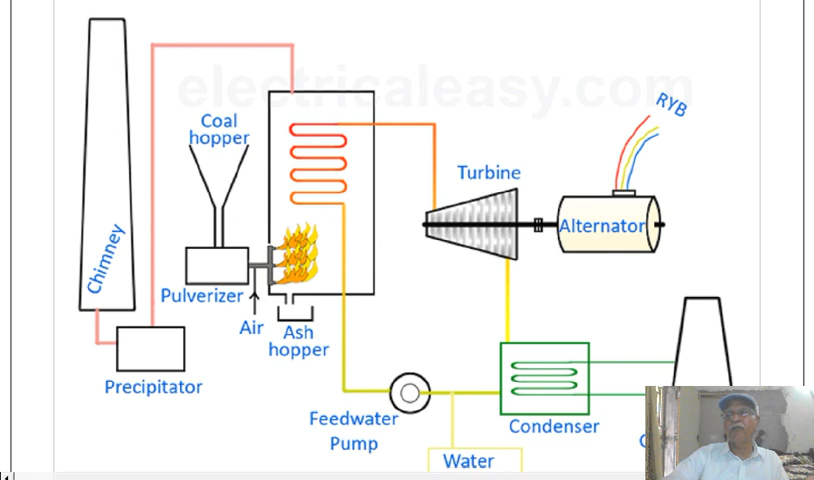 electricaleasy.com
RYB
Coal
hopper
Turbine
Alternator
Chimney
Pulverizer
Air
Ash
hopper
Precipitator
Feedwater
Pump
Condenser
Water